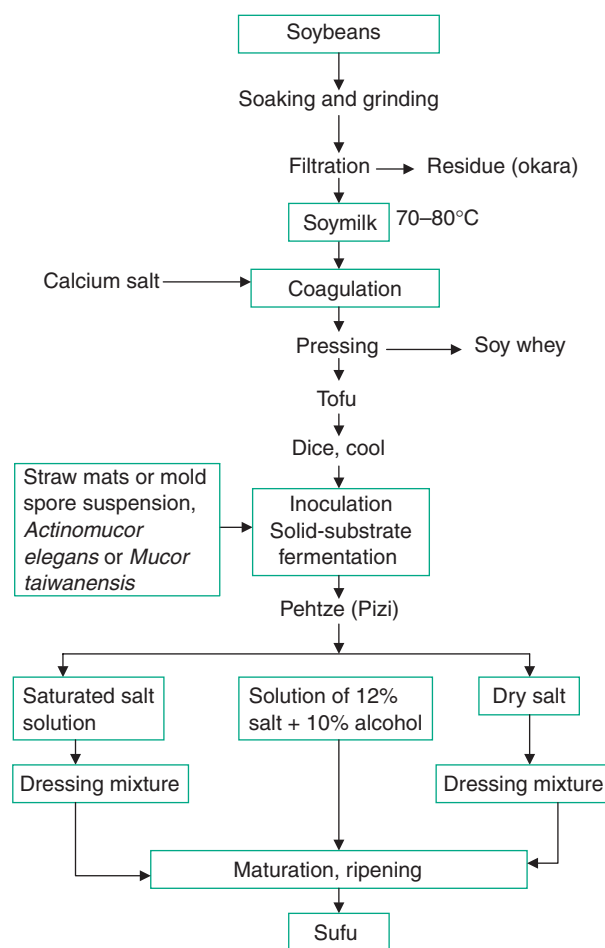 Soybeans
Soaking and grinding
Filtration
Residue (okara)
Soymilk
70–80°C
Calcium salt
Coagulation
Pressing
Soy whey
Tofu
Dice, cool
Straw mats or mold
spore suspension,
Actinomucor
elegans or Mucor
taiwanensis
Inoculation
Solid-substrate
fermentation
Pehtze (Pizi)
Saturated salt
solution
Solution of 12%
salt + 10% alcohol
Dry salt
Dressing mixture
Dressing mixture
Maturation, ripening
Sufu